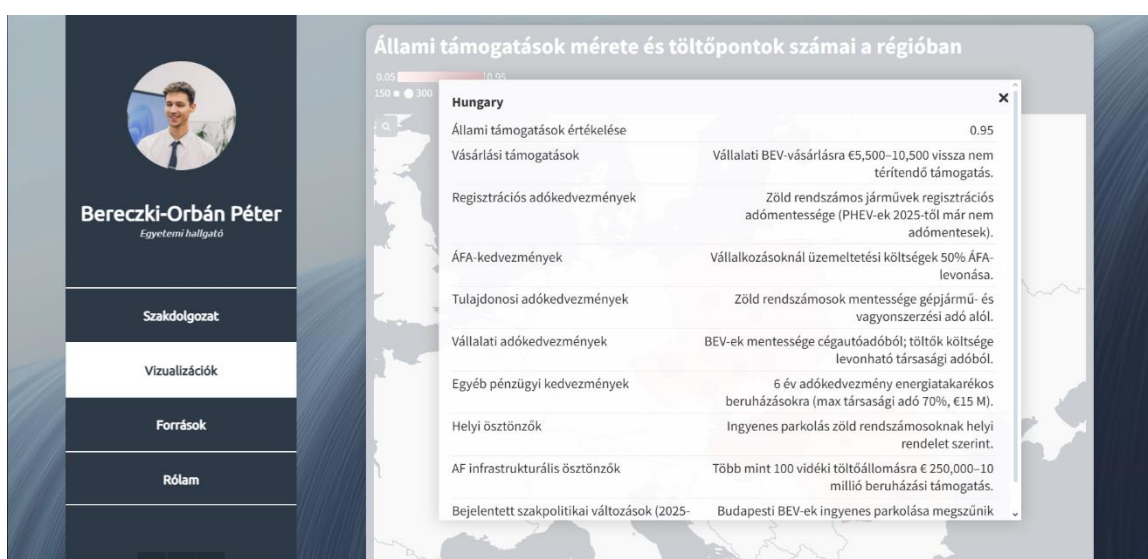 Bereczki-Orbán Péter
Egyetemi hallgató
Szakdolgozat
Vizualizációk
Források
Rólam
Állami támogatások mérete és töltőpontok számai a régióban
0.05 0.95
150 300
Hungary
Állami támogatások értékelése 0.95
Vásárlási támogatások Vállalati BEV-vásárlásra €5,500–10,500 vissza nem
térítendő támogatás.
Regisztrációs adókedvezmények Zöld rendszámos járművek regisztrációs
adómentessége (PHEV-ek 2025-től már nem
adómentesek).
ÁFA-kedvezmények Vállalkozásoknál üzemeltetési költségek 50% ÁFA-
levonása.
Tulajdonosi adókedvezmények Zöld rendszámosok mentessége gépjármű- és
vagyonszerzési adó alól.
Vállalati adókedvezmények BEV-ek mentessége cégautóadóból; töltők költsége
levonható társasági adóból.
Egyéb pénzügyi kedvezmények 6 év adókedvezmény energiatakarékos
beruházásokra (max társasági adó 70%, €15 M).
Helyi ösztönzők Ingyenes parkolás zöld rendszámosoknak helyi
rendelet szerint.
AF infrastrukturális ösztönzők Több mint 100 vidéki töltőállomásra € 250,000–10
millió beruházási támogatás.
Bejelentett szakpolitikai változások (2025- Budapesti BEV-ek ingyenes parkolása megszűnik